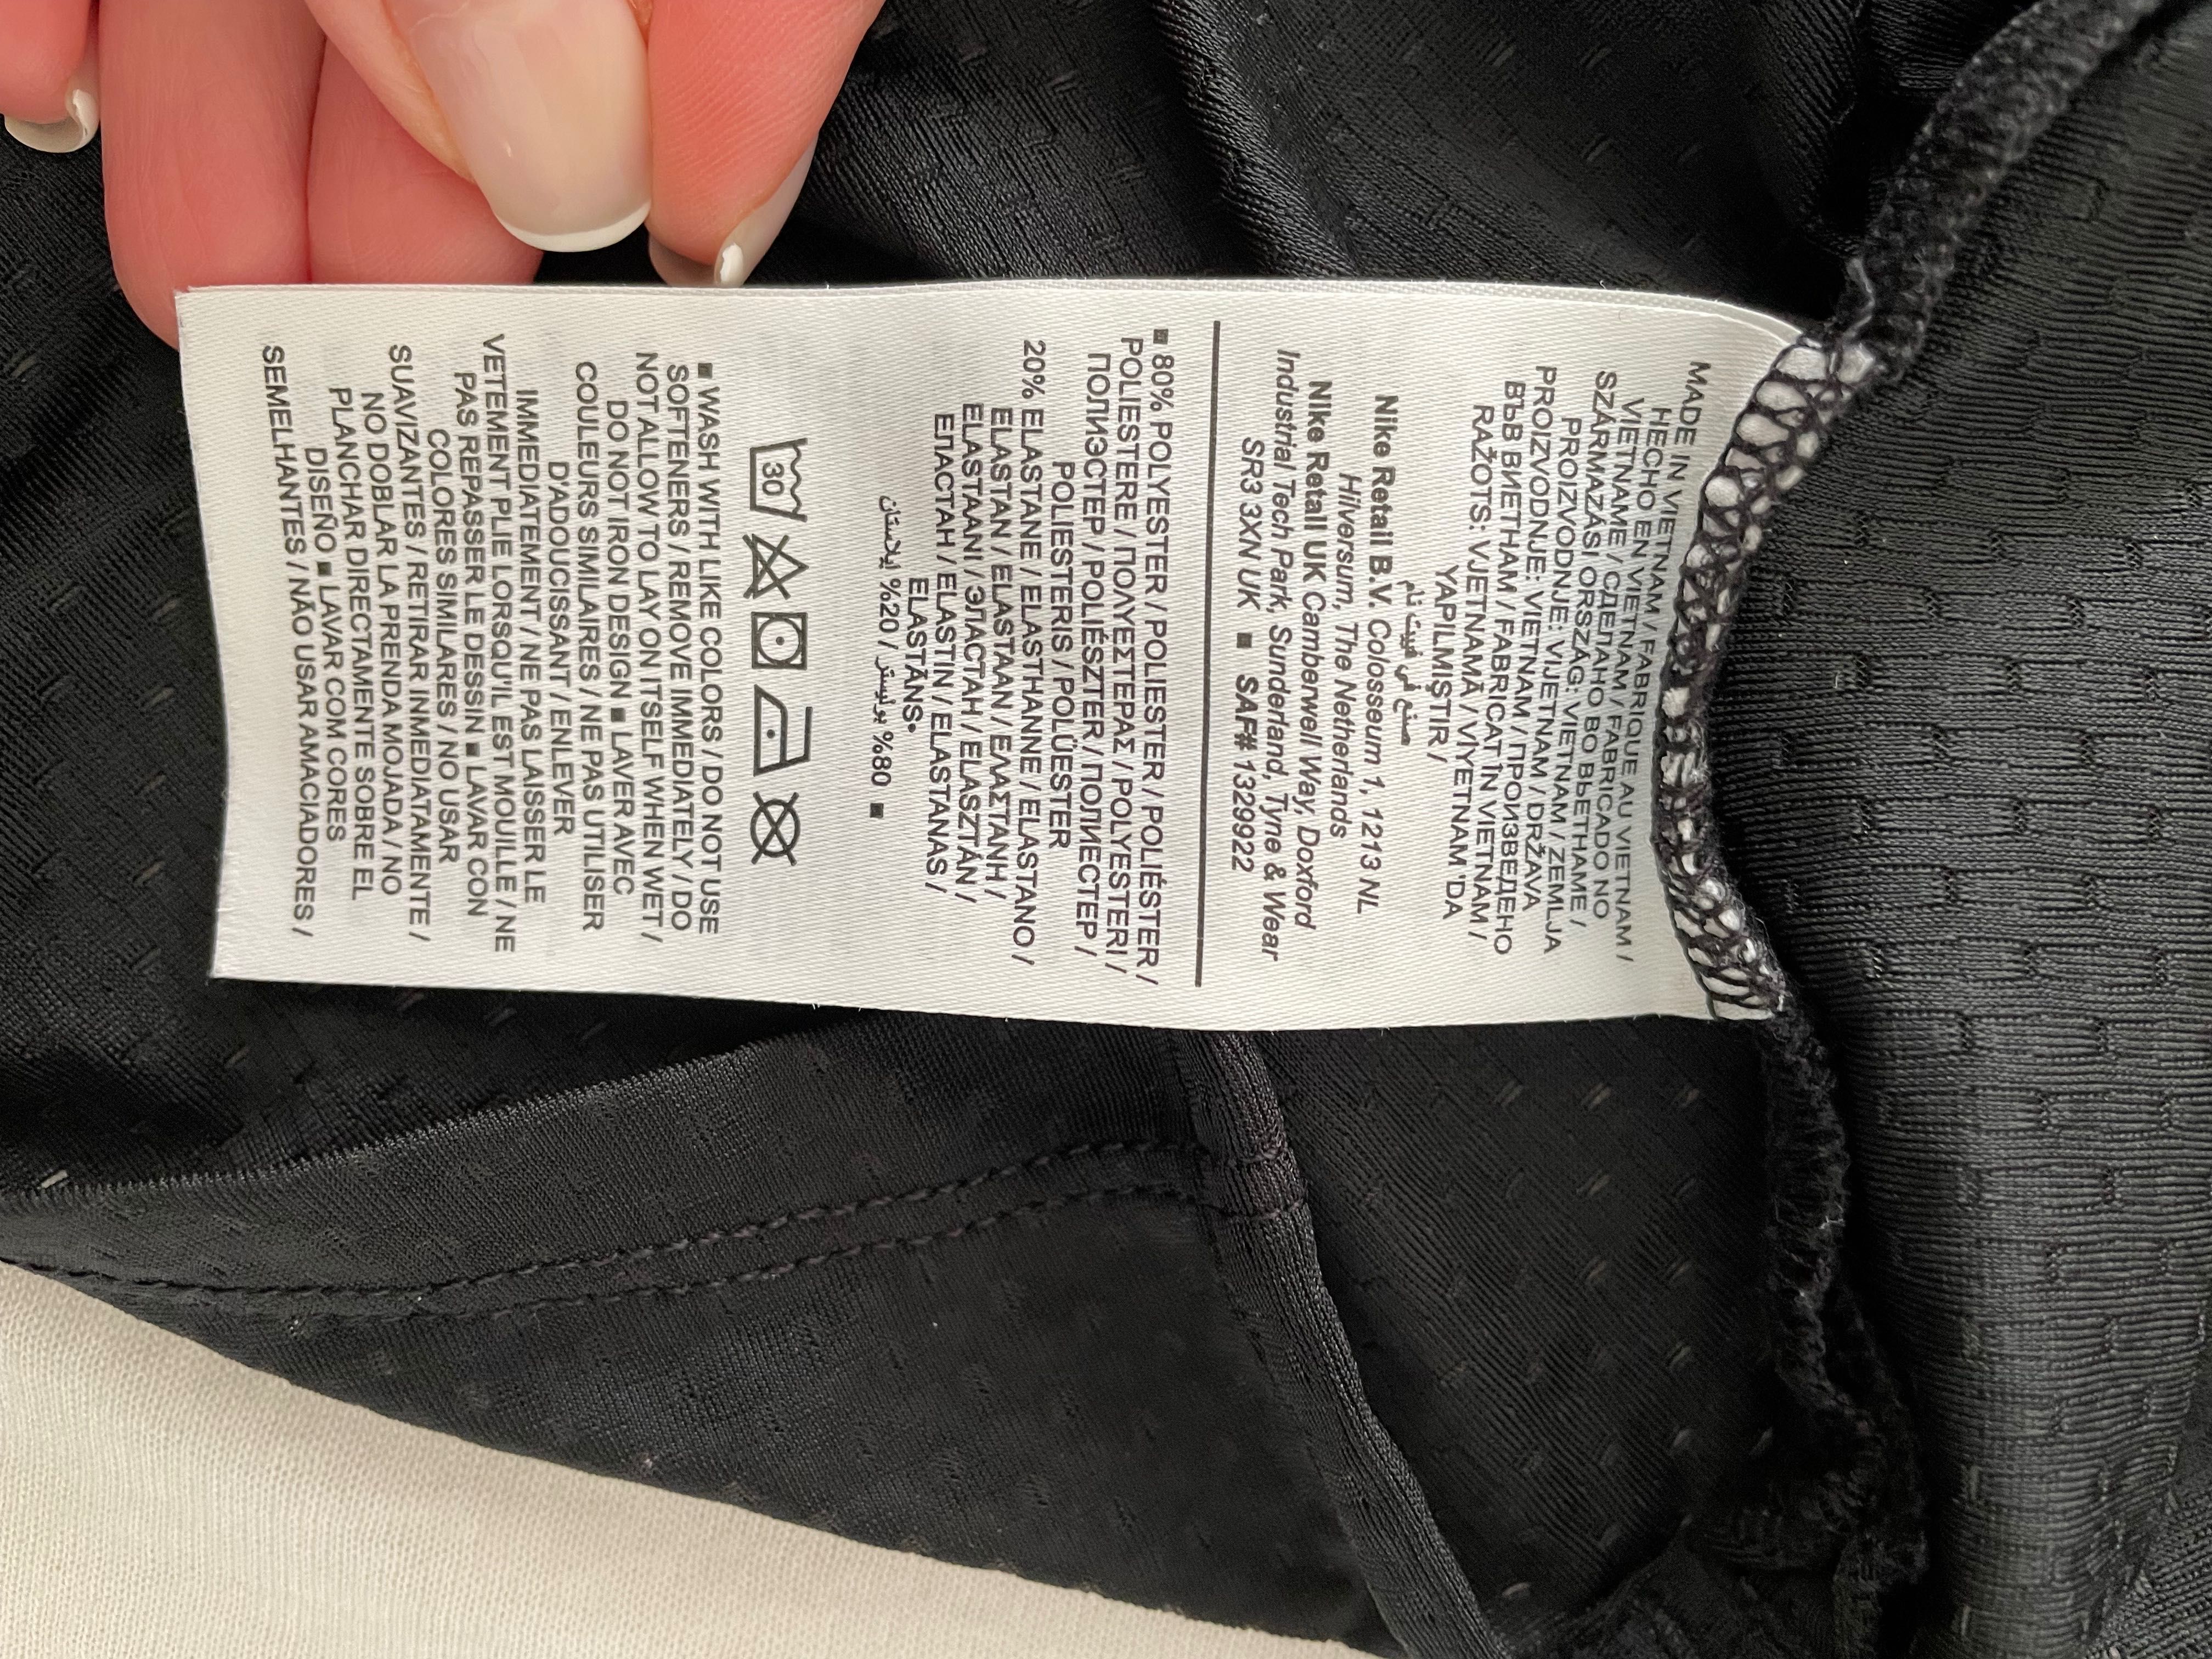 MADE IN VIETNAM / FABRIQUE AU VIETNAM /
HECHO EN VIETNAM / FABRICADO NO
VIETNAME / СДЕЛАНО ВО ВЬЕТНАМЕ /
SZÁRMAZÁSI ORSZÁG: VIETNAM /
PROIZVODNJE: VIJETNAM / ZEMLJA
PROIZVODNJE: VIETNAM / DRŽAVA
ВЪВ ВИЕТНАМ / FABRICAT ÎN VIETNAM /
RAŽOTS: VJETNAMĀ / VİYETNAM 'DA
YAPILMIŞTIR /
صنع في فييتنام
Nike Retail B.V. Colosseum 1, 1213 NL
Hilversum, The Netherlands
Nike Retail UK Camberwell Way, Doxford
Industrial Tech Park, Sunderland, Tyne & Wear
SR3 3XN UK ■ SAF# 1329922
■ 80% POLYESTER / POLIESTER / POLIÉSTER /
POLIESTERE / ΠΟΛΥΕΣΤΕΡΑΣ / POLYESTERI /
ПОЛИЭСТЕР / POLIÉSZTER / ПОЛИЕСТЕР /
POLIESTERIS / POLÜESTER
20% ELASTANE / ELASTHANNE / ELASTANO /
ELASTAN / ELASTAAN / ΕΛΑΣΤΑΝΗ /
ELASTAANI / ЭЛАСТАН / ELASZTÁN /
ЕЛАСТАН / ELASTIN / ELASTANAS /
ELASTĀNS•
80% بوليستر / 20% إيلاستان ■
30
■ WASH WITH LIKE COLORS / DO NOT USE
SOFTENERS / REMOVE IMMEDIATELY / DO
NOT ALLOW TO LAY ON ITSELF WHEN WET /
DO NOT IRON DESIGN ■ LAVER AVEC
COULEURS SIMILAIRES / NE PAS UTILISER
D'ADOUCISSANT / ENLEVER
IMMEDIATEMENT / NE PAS LAISSER LE
VETEMENT PLIE LORSQU'IL EST MOUILLE / NE
PAS REPASSER LE DESSIN ■ LAVAR CON
COLORES SIMILARES / NO USAR
SUAVIZANTES / RETIRAR INMEDIATAMENTE /
NO DOBLAR LA PRENDA MOJADA / NO
PLANCHAR DIRECTAMENTE SOBRE EL
DISEÑO ■ LAVAR COM CORES
SEMELHANTES / NÃO USAR AMACIADORES /